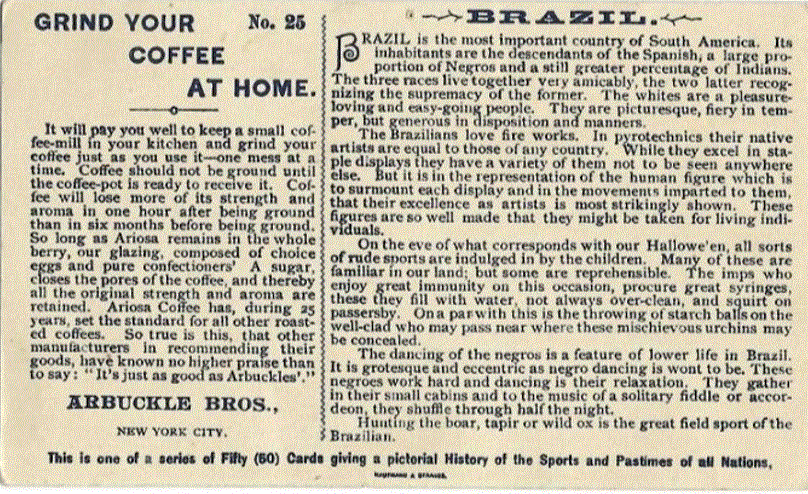 GRIND YOUR No. 25
COFFEE
AT HOME.
It will pay you well to keep a small cof-
fee-mill in your kitchen and grind your
coffee just as you use it—one mess at a
time. Coffee should not be ground until
the coffee-pot is ready to receive it. Cof-
fee will lose more of its strength and
aroma in one hour after being ground
than in six months before being ground.
So long as Ariosa remains in the whole
berry, our glazing, composed of choice
eggs and pure confectioners' A sugar,
closes the pores of the coffee, and thereby
all the original strength and aroma are
retained. Ariosa Coffee has, during 25
years, set the standard for all other roast-
ed coffees. So true is this, that other
manufacturers in recommending their
goods, have known no higher praise than
to say: "It's just as good as Arbuckles'."
ARBUCKLE BROS.,
NEW YORK CITY.
BRAZIL.
BRAZIL is the most important country of South America. Its
inhabitants are the descendants of the Spanish, a large pro-
portion of Negros and a still greater percentage of Indians.
The three races live together very amicably, the two latter recog-
nizing the supremacy of the former. The whites are a pleasure-
loving and easy-going people. They are picturesque, fiery in tem-
per, but generous in disposition and manners.
The Brazilians love fire works. In pyrotechnics their native
artists are equal to those of any country. While they excel in sta-
ple displays they have a variety of them not to be seen anywhere
else. But it is in the representation of the human figure which is
to surmount each display and in the movements imparted to them,
that their excellence as artists is most strikingly shown. These
figures are so well made that they might be taken for living indi-
viduals.
On the eve of what corresponds with our Hallowe'en, all sorts
of rude sports are indulged in by the children. Many of these are
familiar in our land; but some are reprehensible. The imps who
enjoy great immunity on this occasion, procure great syringes,
these they fill with water, not always over-clean, and squirt on
passersby. On a par with this is the throwing of starch balls on the
well-clad who may pass near where these mischievous urchins may
be concealed.
The dancing of the negros is a feature of lower life in Brazil.
It is grotesque and eccentric as negro dancing is wont to be. These
negroes work hard and dancing is their relaxation. They gather
in their small cabins and to the music of a solitary fiddle or accor-
deon, they shuffle through half the night.
Hunting the boar, tapir or wild ox is the great field sport of the
Brazilian.
This is one of a series of Fifty (50) Cards giving a pictorial History of the Sports and Pastimes of all Nations,